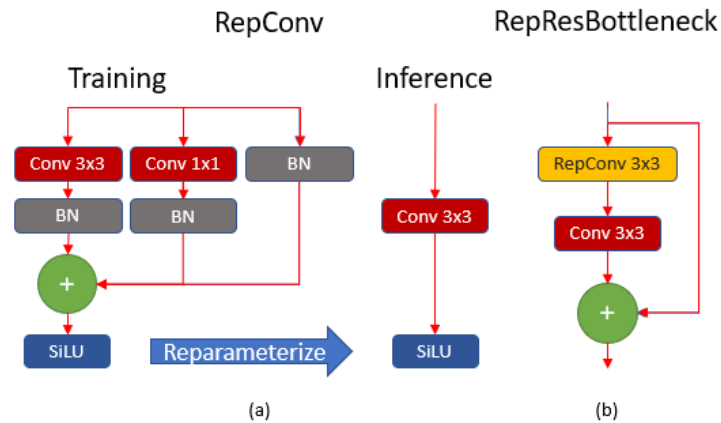 RepConv
RepResBottleneck
Training
Inference
Conv 3x3
Conv 1x1
BN
RepConv 3x3
BN
BN
Conv 3x3
Conv 3x3
+
+
SiLU
Reparameterize
SiLU
(a)
(b)